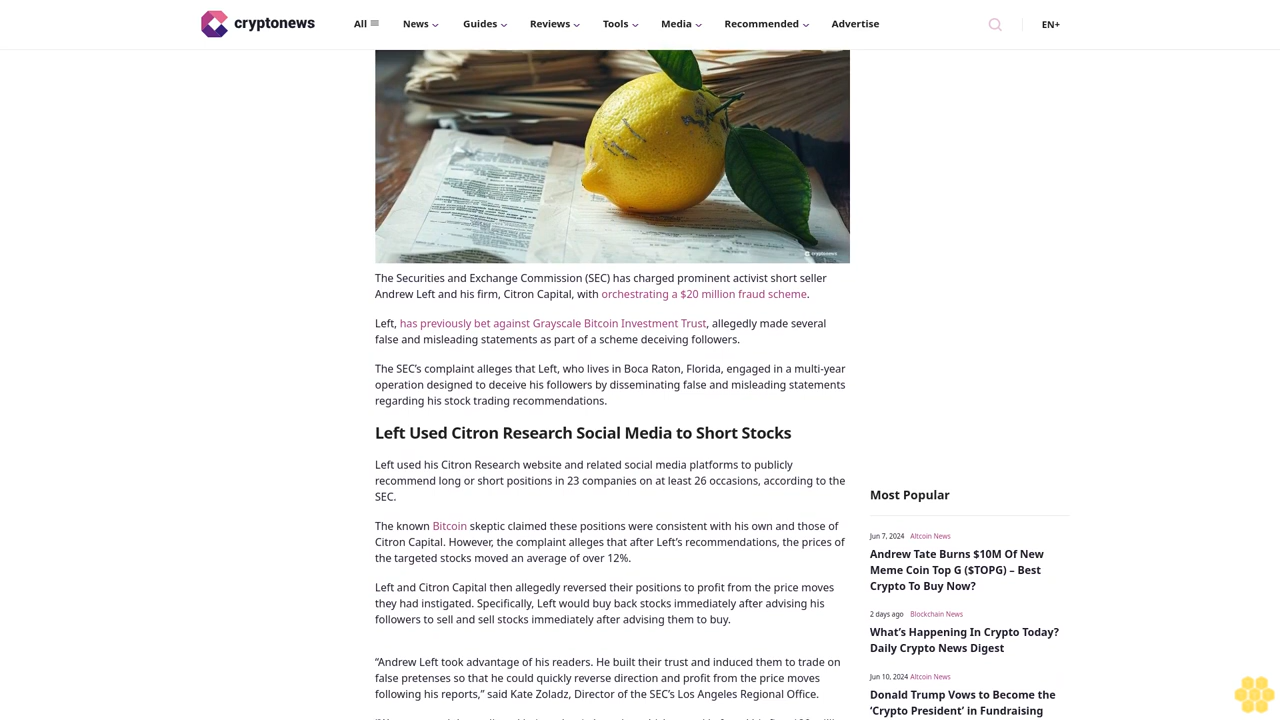 cryptonews
All
News
Guides
Reviews
Tools
Media
Recommended
Advertise
EN+
cryptonews
The Securities and Exchange Commission (SEC) has charged prominent activist short seller
Andrew Left and his firm, Citron Capital, with orchestrating a $20 million fraud scheme.
Left, has previously bet against Grayscale Bitcoin Investment Trust, allegedly made several
false and misleading statements as part of a scheme deceiving followers.
The SEC’s complaint alleges that Left, who lives in Boca Raton, Florida, engaged in a multi-year
operation designed to deceive his followers by disseminating false and misleading statements
regarding his stock trading recommendations.
Left Used Citron Research Social Media to Short Stocks
Left used his Citron Research website and related social media platforms to publicly
recommend long or short positions in 23 companies on at least 26 occasions, according to the
SEC.
The known Bitcoin skeptic claimed these positions were consistent with his own and those of
Citron Capital. However, the complaint alleges that after Left’s recommendations, the prices of
the targeted stocks moved an average of over 12%.
Left and Citron Capital then allegedly reversed their positions to profit from the price moves
they had instigated. Specifically, Left would buy back stocks immediately after advising his
followers to sell and sell stocks immediately after advising them to buy.
“Andrew Left took advantage of his readers. He built their trust and induced them to trade on
false pretenses so that he could quickly reverse direction and profit from the price moves
following his reports,” said Kate Zoladz, Director of the SEC’s Los Angeles Regional Office.
Most Popular
Jun 7, 2024 Altcoin News
Andrew Tate Burns $10M Of New
Meme Coin Top G ($TOPG) – Best
Crypto To Buy Now?
2 days ago Blockchain News
What’s Happening In Crypto Today?
Daily Crypto News Digest
Jun 10, 2024 Altcoin News
Donald Trump Vows to Become the
‘Crypto President’ in Fundraising